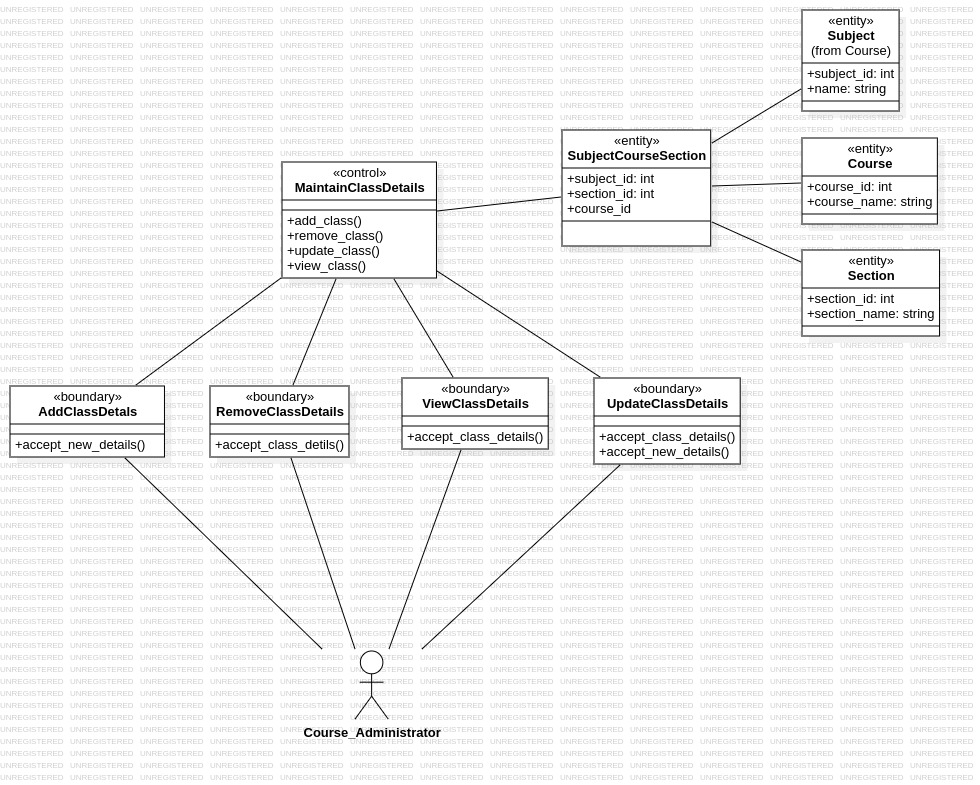 «entity»
Subject
(from Course)
+subject_id: int
+name: string
«entity»
SubjectCourseSection
+subject_id: int
+section_id: int
+course_id
«entity»
Course
+course_id: int
+course_name: string
«control»
MaintainClassDetails
+add_class()
+remove_class()
+update_class()
+view_class()
«entity»
Section
+section_id: int
+section_name: string
«boundary»
AddClassDetals
+accept_new_details()
«boundary»
RemoveClassDetails
+accept_class_detils()
«boundary»
ViewClassDetails
+accept_class_details()
«boundary»
UpdateClassDetails
+accept_class_details()
+accept_new_details()
Course_Administrator
UNREGISTERED